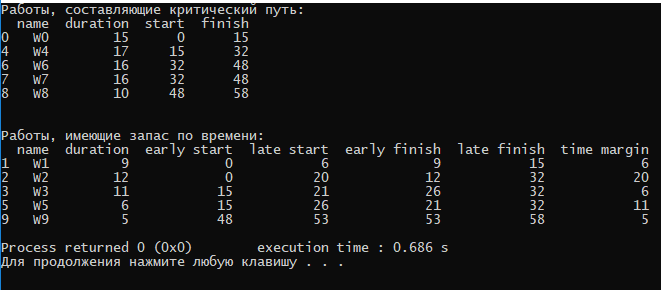 Работы, составляющие критический путь:
name duration start finish
0 W0 15 0 15
4 W4 17 15 32
6 W6 16 32 48
7 W7 16 32 48
8 W8 10 48 58
Работы, имеющие запас по времени:
name duration early start late start early finish late finish time margin
1 W1 9 0 6 9 15 6
2 W2 12 0 20 12 32 20
3 W3 11 15 21 26 32 6
5 W5 6 15 26 21 32 11
9 W9 5 48 53 53 58 5
Process returned 0 (0x0) execution time : 0.686 s
Для продолжения нажмите любую клавишу . . .